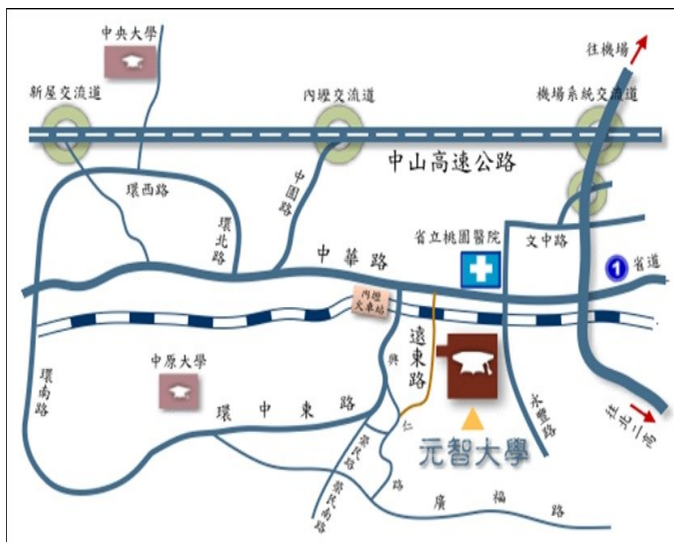 中央大學
往機場
新屋交流道
內壢交流道
機場系統交流道
中山高速公路
環西路
中園路
環北路
省立桃園醫院
文中路
中華路
1
省道
內壢
火車站
遠東路
中原大學
興
仁
路
環南路
環中東路
永豐路
往北二高
元智大學
榮民路
榮民南路
廣福路